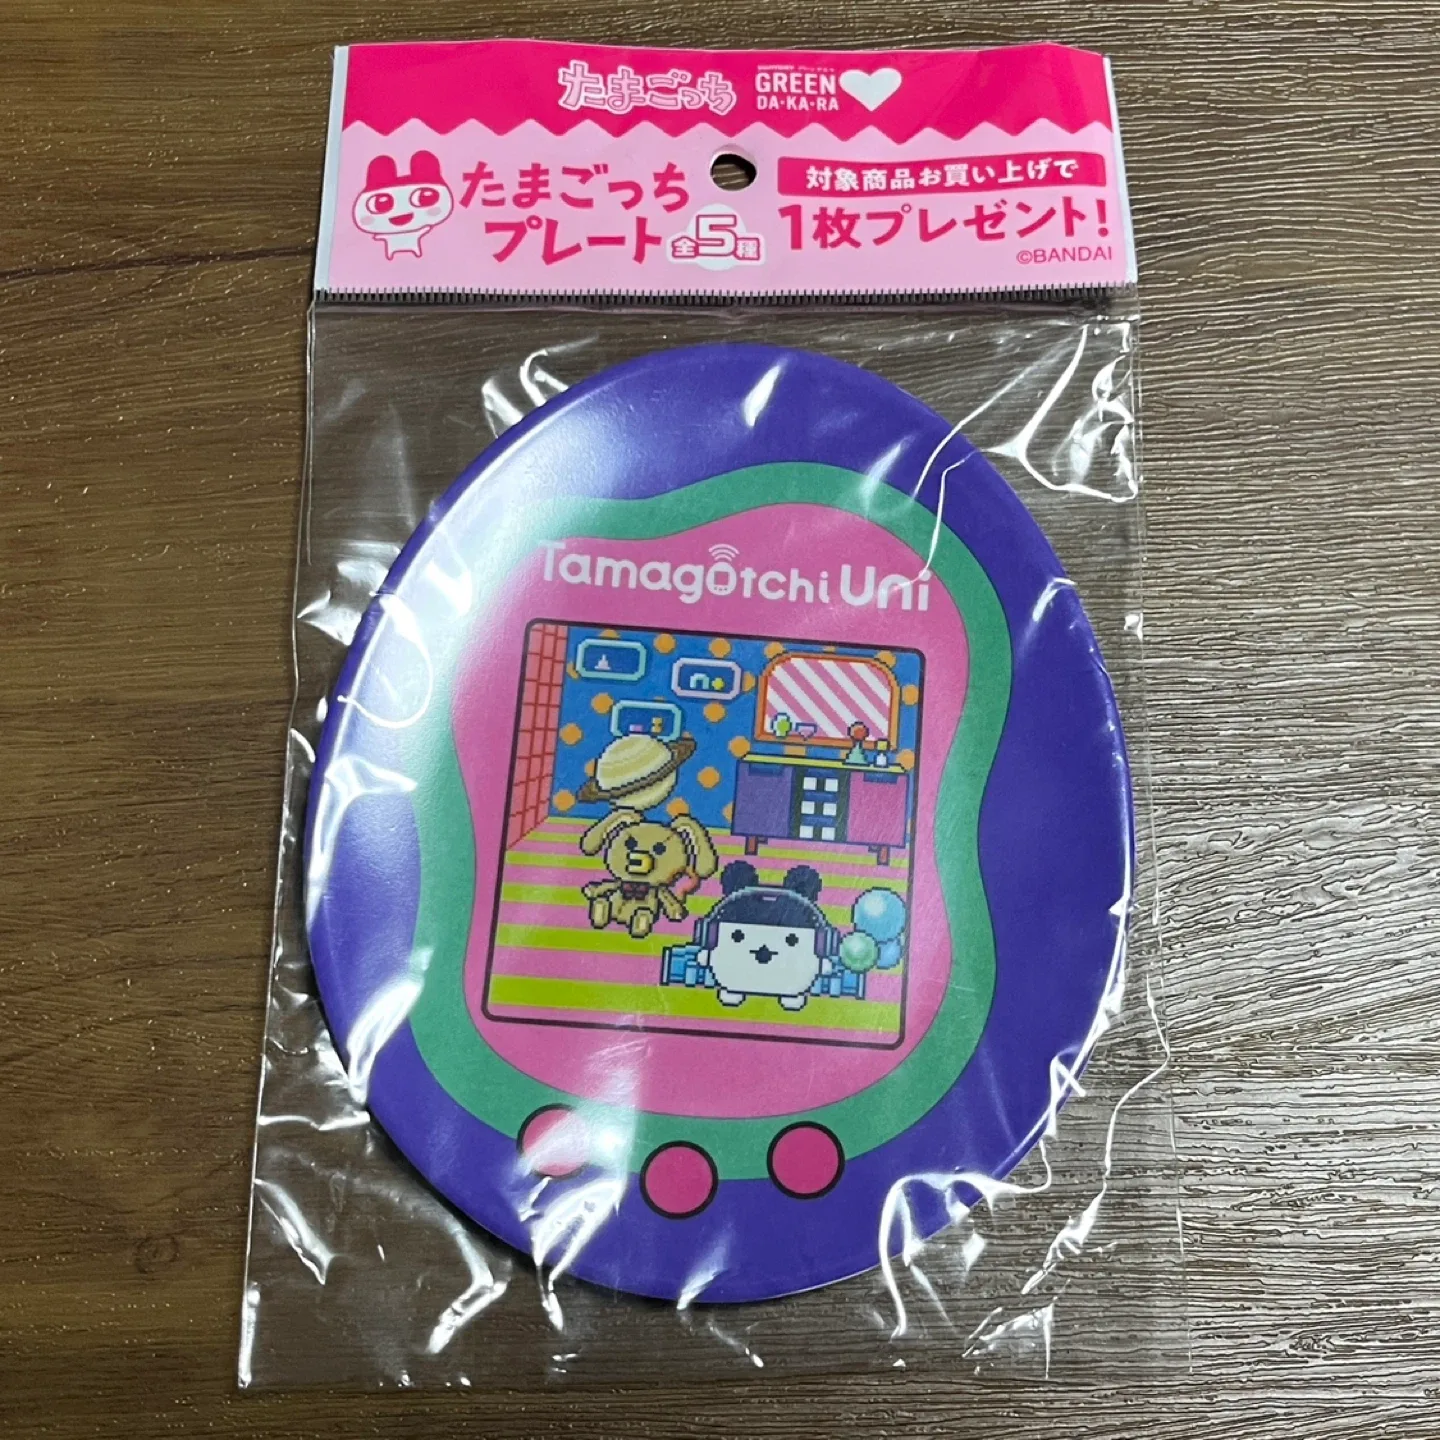 たまごっち
GREEN
DA・KA・RA
たまごっち
プレート 全5種
対象商品お買い上げで
1枚プレゼント!
©BANDAI
Tamagotchi Uni